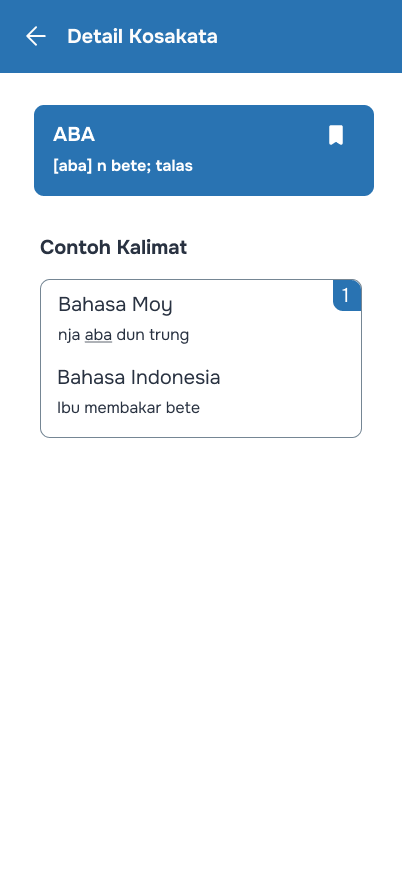 Detail Kosakata
ABA
[aba] n bete; talas
Contoh Kalimat
1
Bahasa Moy
nja aba dun trung
Bahasa Indonesia
Ibu membakar bete